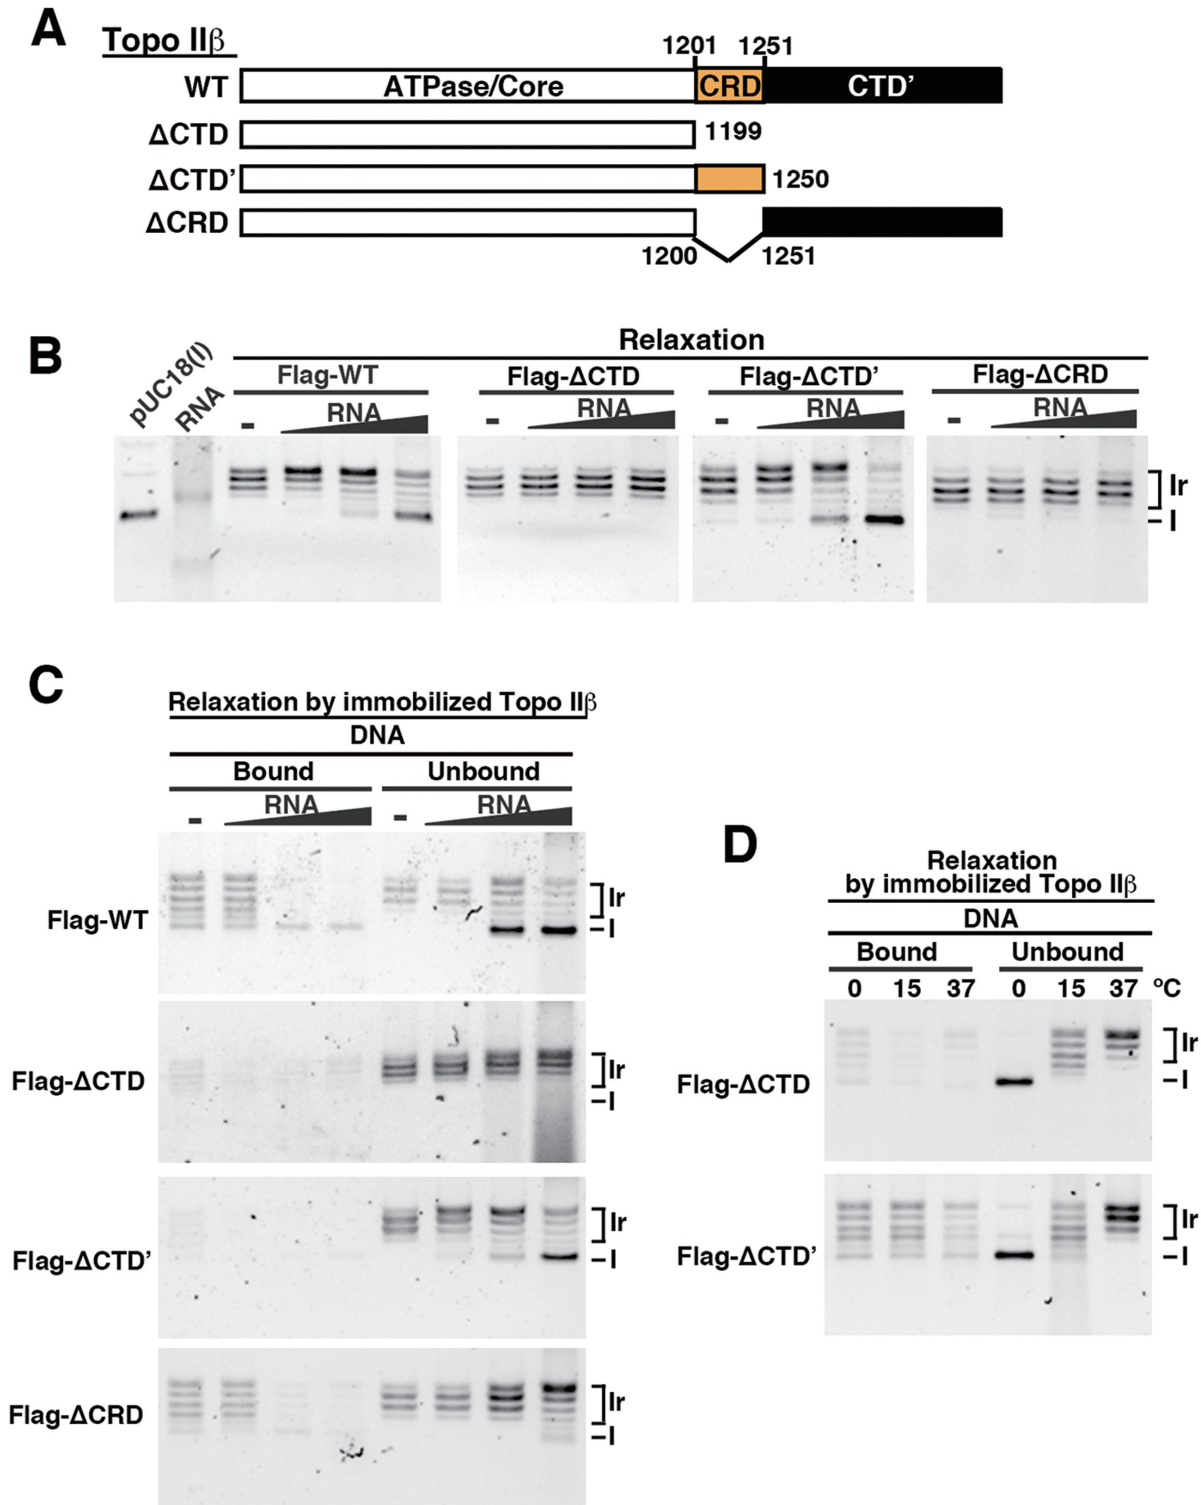 A
Topo IIβ
1201 1251
WT ATPase/Core CRD CTD’
ΔCTD 1199
ΔCTD’ 1250
ΔCRD
1200 1251
B
Relaxation
pUC18(I)
RNA
Flag-WT Flag-ΔCTD Flag-ΔCTD’ Flag-ΔCRD
- RNA - RNA - RNA - RNA
Ir
I
C
Relaxation by immobilized Topo IIβ
DNA
Bound Unbound
- RNA - RNA
Flag-WT
Ir
I
Flag-ΔCTD
Ir
I
Flag-ΔCTD’
Ir
I
Flag-ΔCRD
Ir
I
D
Relaxation
by immobilized Topo IIβ
DNA
Bound Unbound
0 15 37 0 15 37 °C
Flag-ΔCTD
Ir
I
Flag-ΔCTD’
Ir
I